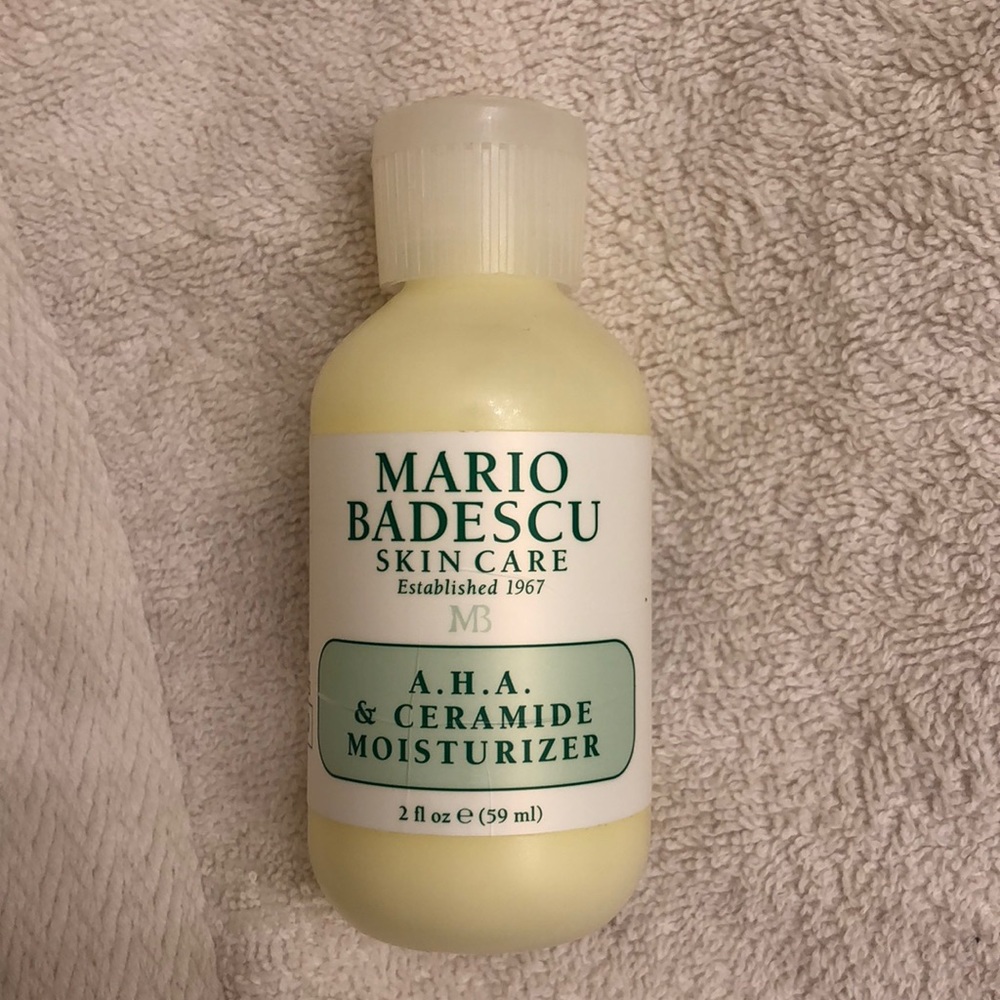 MARIO
BADESCU
SKIN CARE
Established 1967
MB
A.H.A.
& CERAMIDE
MOISTURIZER
2 fl oz ℮ (59 ml)